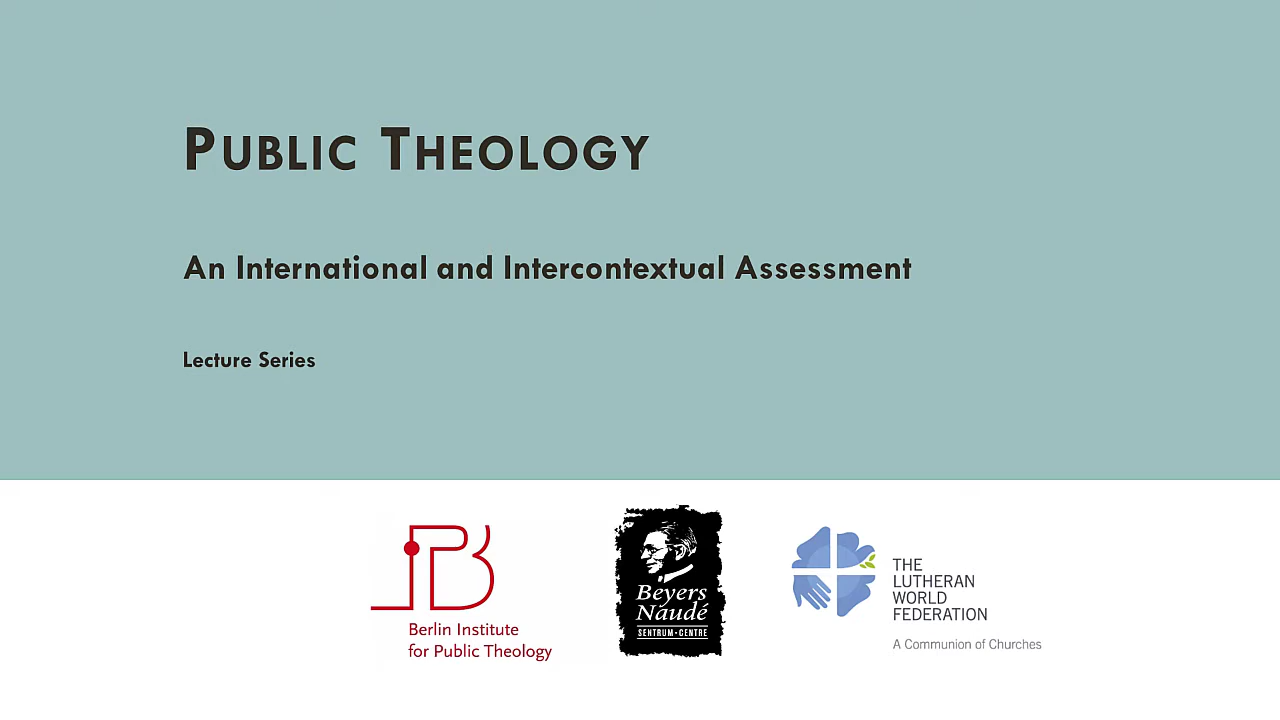 PUBLIC THEOLOGY
An International and Intercontextual Assessment
Lecture Series
Berlin Institute
for Public Theology
Beyers
Naudé
SENTRUM•CENTRE
THE
LUTHERAN
WORLD
FEDERATION
A Communion of Churches